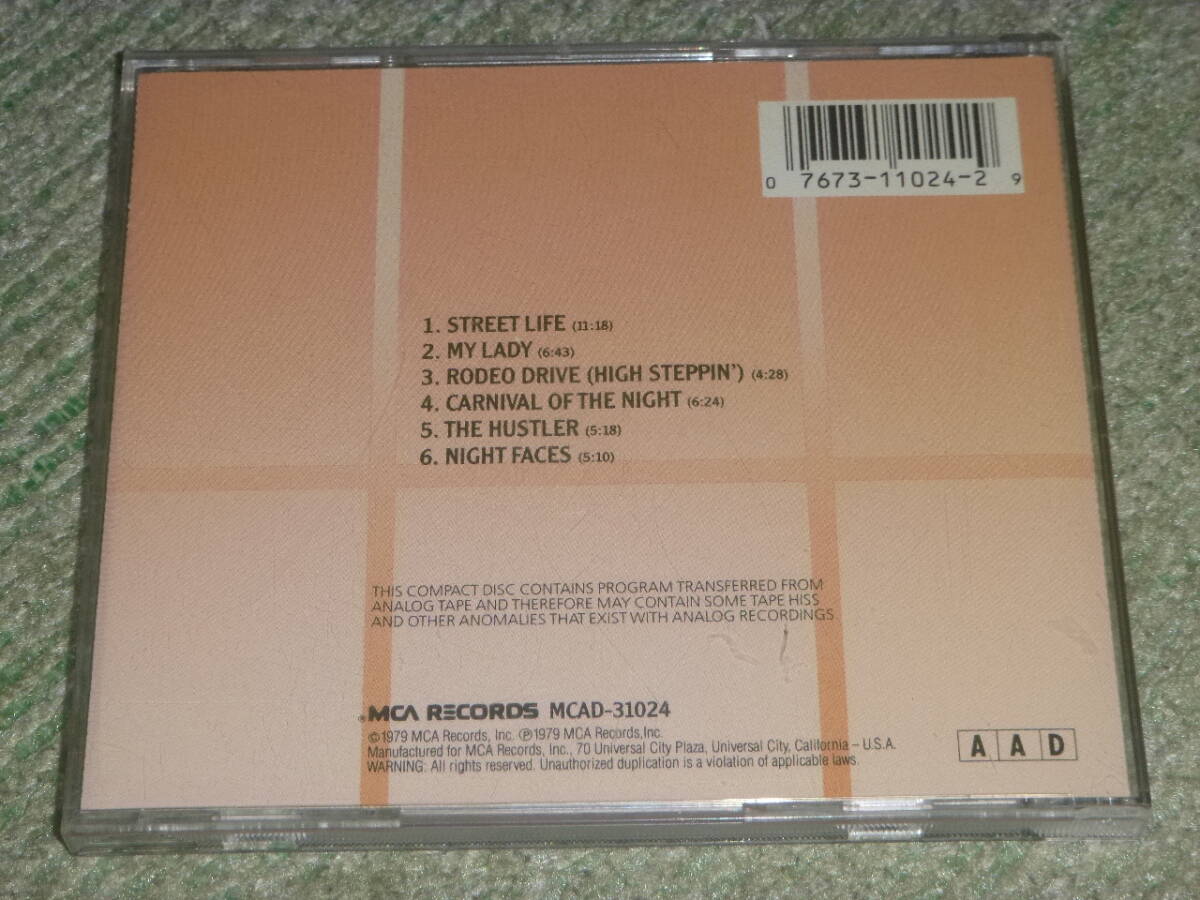 0 7673-11024-2 9
1. STREET LIFE (11:18)
2. MY LADY (6:43)
3. RODEO DRIVE (HIGH STEPPIN') (4:28)
4. CARNIVAL OF THE NIGHT (6:24)
5. THE HUSTLER (5:18)
6. NIGHT FACES (5:10)
THIS COMPACT DISC CONTAINS PROGRAM TRANSFERRED FROM
ANALOG TAPE AND THEREFORE MAY CONTAIN SOME TAPE HISS
AND OTHER ANOMALIES THAT EXIST WITH ANALOG RECORDINGS.
®MCA RECORDS MCAD-31024
©1979 MCA Records, Inc. ℗1979 MCA Records,Inc.
Manufactured for MCA Records, Inc., 70 Universal City Plaza, Universal City, California – U.S.A.
WARNING: All rights reserved. Unauthorized duplication is a violation of applicable laws.
A A D